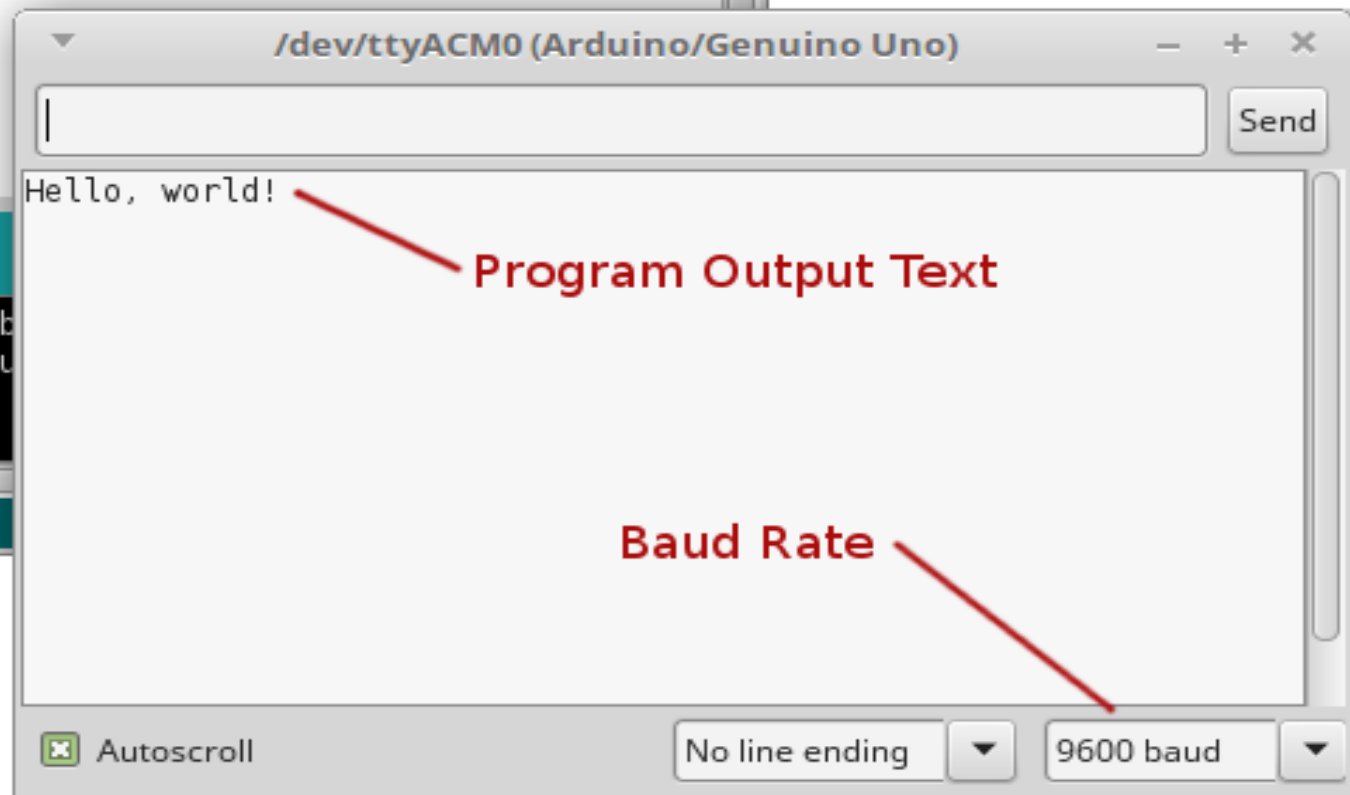 /dev/ttyACM0 (Arduino/Genuino Uno)
Send
Hello, world!
Program Output Text
Baud Rate
Autoscroll
No line ending
9600 baud